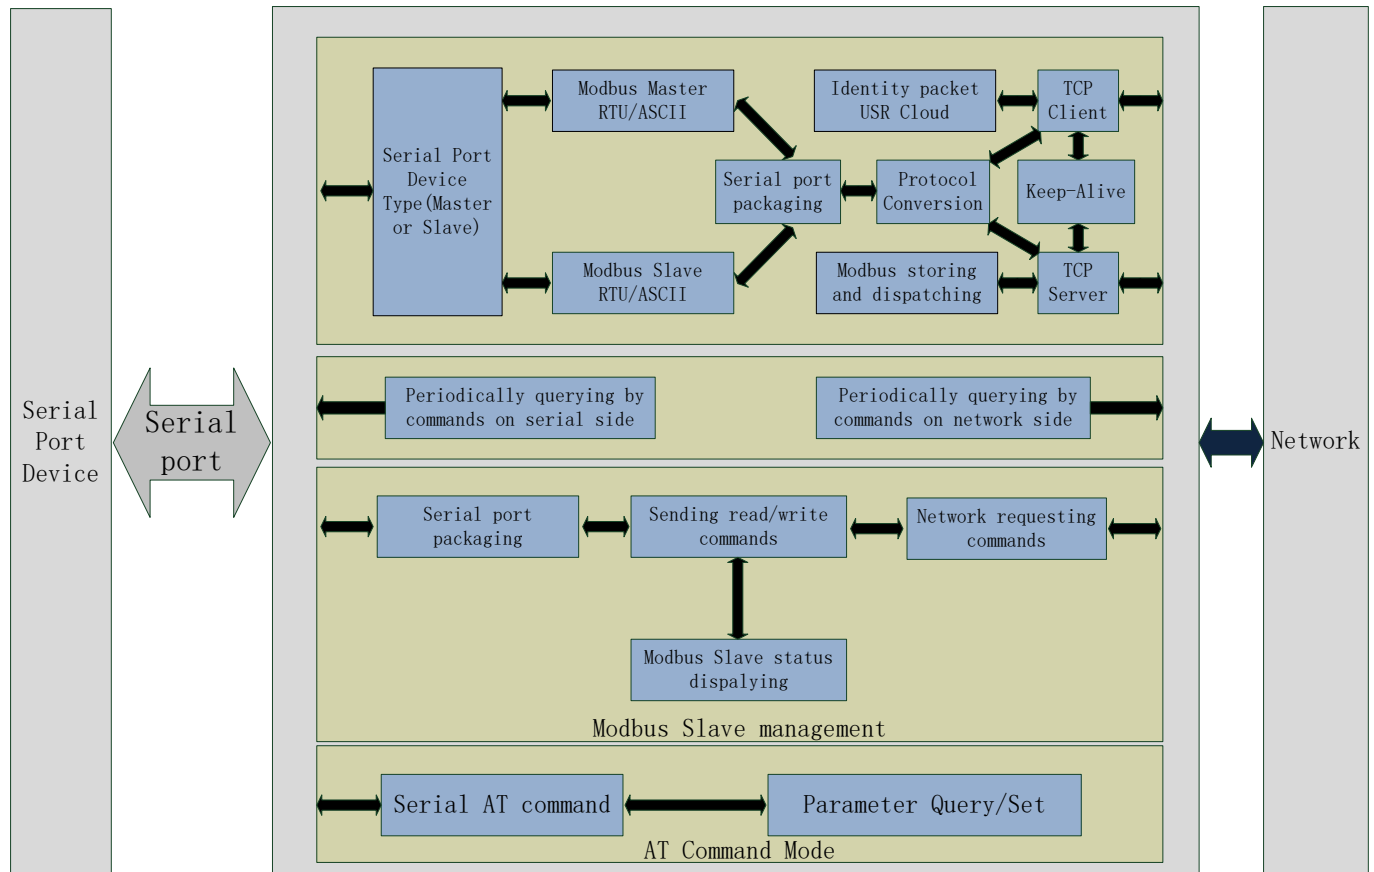 Serial
Port
Device
Serial
port
Serial Port
Device
Type(Master
or Slave)
Modbus Master
RTU/ASCII
Modbus Slave
RTU/ASCII
Serial port
packaging
Protocol
Conversion
Identity packet
USR Cloud
TCP
Client
Keep-Alive
Modbus storing
and dispatching
TCP
Server
Periodically querying by
commands on serial side
Periodically querying by
commands on network side
Serial port
packaging
Sending read/write
commands
Network requesting
commands
Modbus Slave status
dispalying
Modbus Slave management
Serial AT command
Parameter Query/Set
AT Command Mode
Network